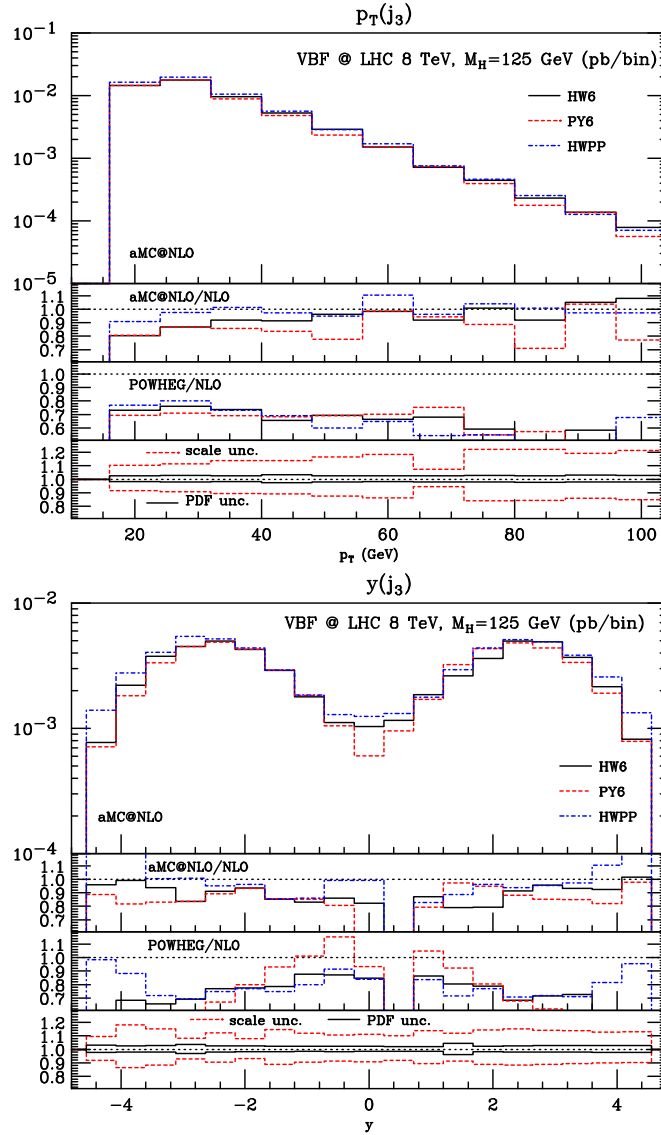 p_T(j_3)
10^-1
VBF @ LHC 8 TeV, M_H=125 GeV (pb/bin)
10^-2
HW6
PY6
HWPP
10^-3
10^-4
aMC@NLO
10^-5
aMC@NLO/NLO
1.1
1.0
0.9
0.8
0.7
POWHEG/NLO
1.0
0.9
0.8
0.7
0.6
scale unc.
1.2
1.1
1.0
0.9
0.8
PDF unc.
20 40 60 80 100
p_T (GeV)
y(j_3)
10^-2
VBF @ LHC 8 TeV, M_H=125 GeV (pb/bin)
10^-3
HW6
PY6
HWPP
aMC@NLO
10^-4
aMC@NLO/NLO
1.1
1.0
0.9
0.8
0.7
POWHEG/NLO
1.1
1.0
0.9
0.8
0.7
scale unc. PDF unc.
1.2
1.1
1.0
0.9
0.8
−4 −2 0 2 4
y